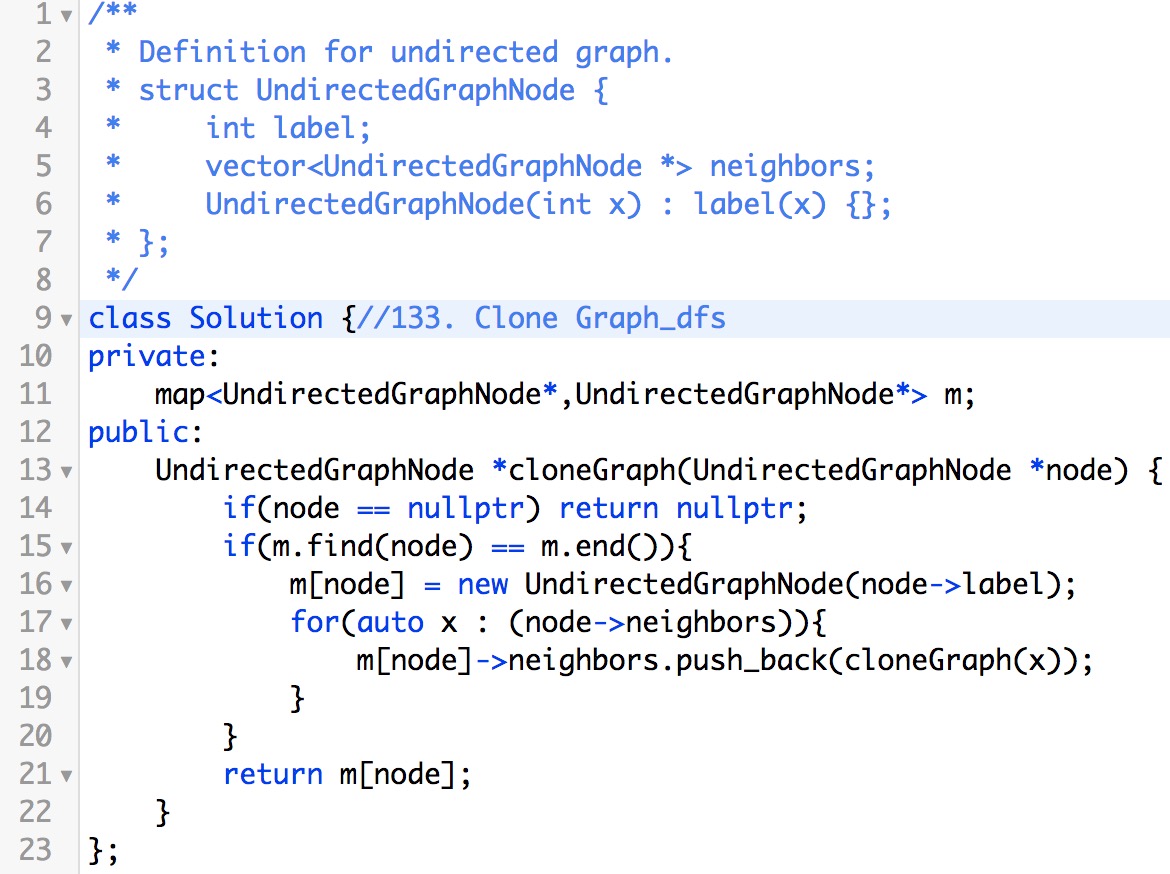 1 /**
2  * Definition for undirected graph.
3  * struct UndirectedGraphNode {
4  *     int label;
5  *     vector<UndirectedGraphNode *> neighbors;
6  *     UndirectedGraphNode(int x) : label(x) {};
7  * };
8  */
9 class Solution {//133. Clone Graph_dfs
10 private:
11     map<UndirectedGraphNode*,UndirectedGraphNode*> m;
12 public:
13     UndirectedGraphNode *cloneGraph(UndirectedGraphNode *node) {
14         if(node == nullptr) return nullptr;
15         if(m.find(node) == m.end()){
16             m[node] = new UndirectedGraphNode(node->label);
17             for(auto x : (node->neighbors)){
18                 m[node]->neighbors.push_back(cloneGraph(x));
19             }
20         }
21         return m[node];
22     }
23 };